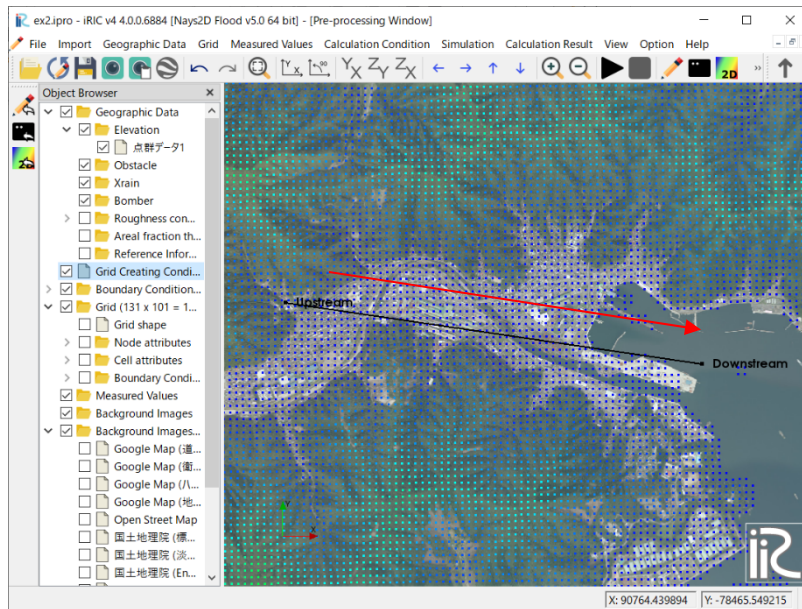 ex2.ipro - iRIC v4 4.0.0.6884 [Nays2D Flood v5.0 64 bit] - [Pre-processing Window]
File Import Geographic Data Grid Measured Values Calculation Condition Simulation Calculation Result View Option Help
Y X Z Y Z X 2D »
Object Browser
Geographic Data
Elevation
点群データ1
Obstacle
Xrain
Bomber
Roughness con...
Areal fraction th...
Reference Infor...
Grid Creating Condi...
Boundary Condition...
Grid (131 x 101 = 1...
Grid shape
Node attributes
Cell attributes
Boundary Condi...
Measured Values
Background Images
Background Images...
Google Map (道...
Google Map (衛...
Google Map (ハ...
Google Map (地...
Open Street Map
国土地理院 (標...
国土地理院 (淡...
国土地理院 (En...
Upstream
Downstream
Y
X
iRIC
X: 90764.439894 Y: -78465.549215